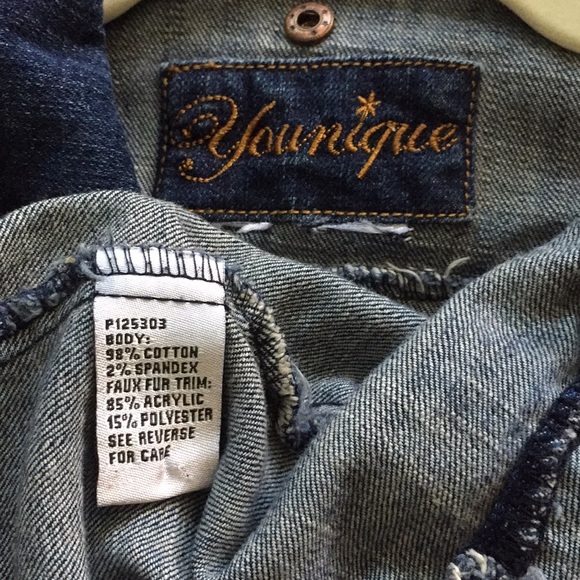 Younique
P125303
BODY:
98% COTTON
2% SPANDEX
FAUX FUR TRIM:
85% ACRYLIC
15% POLYESTER
SEE REVERSE
FOR CARE